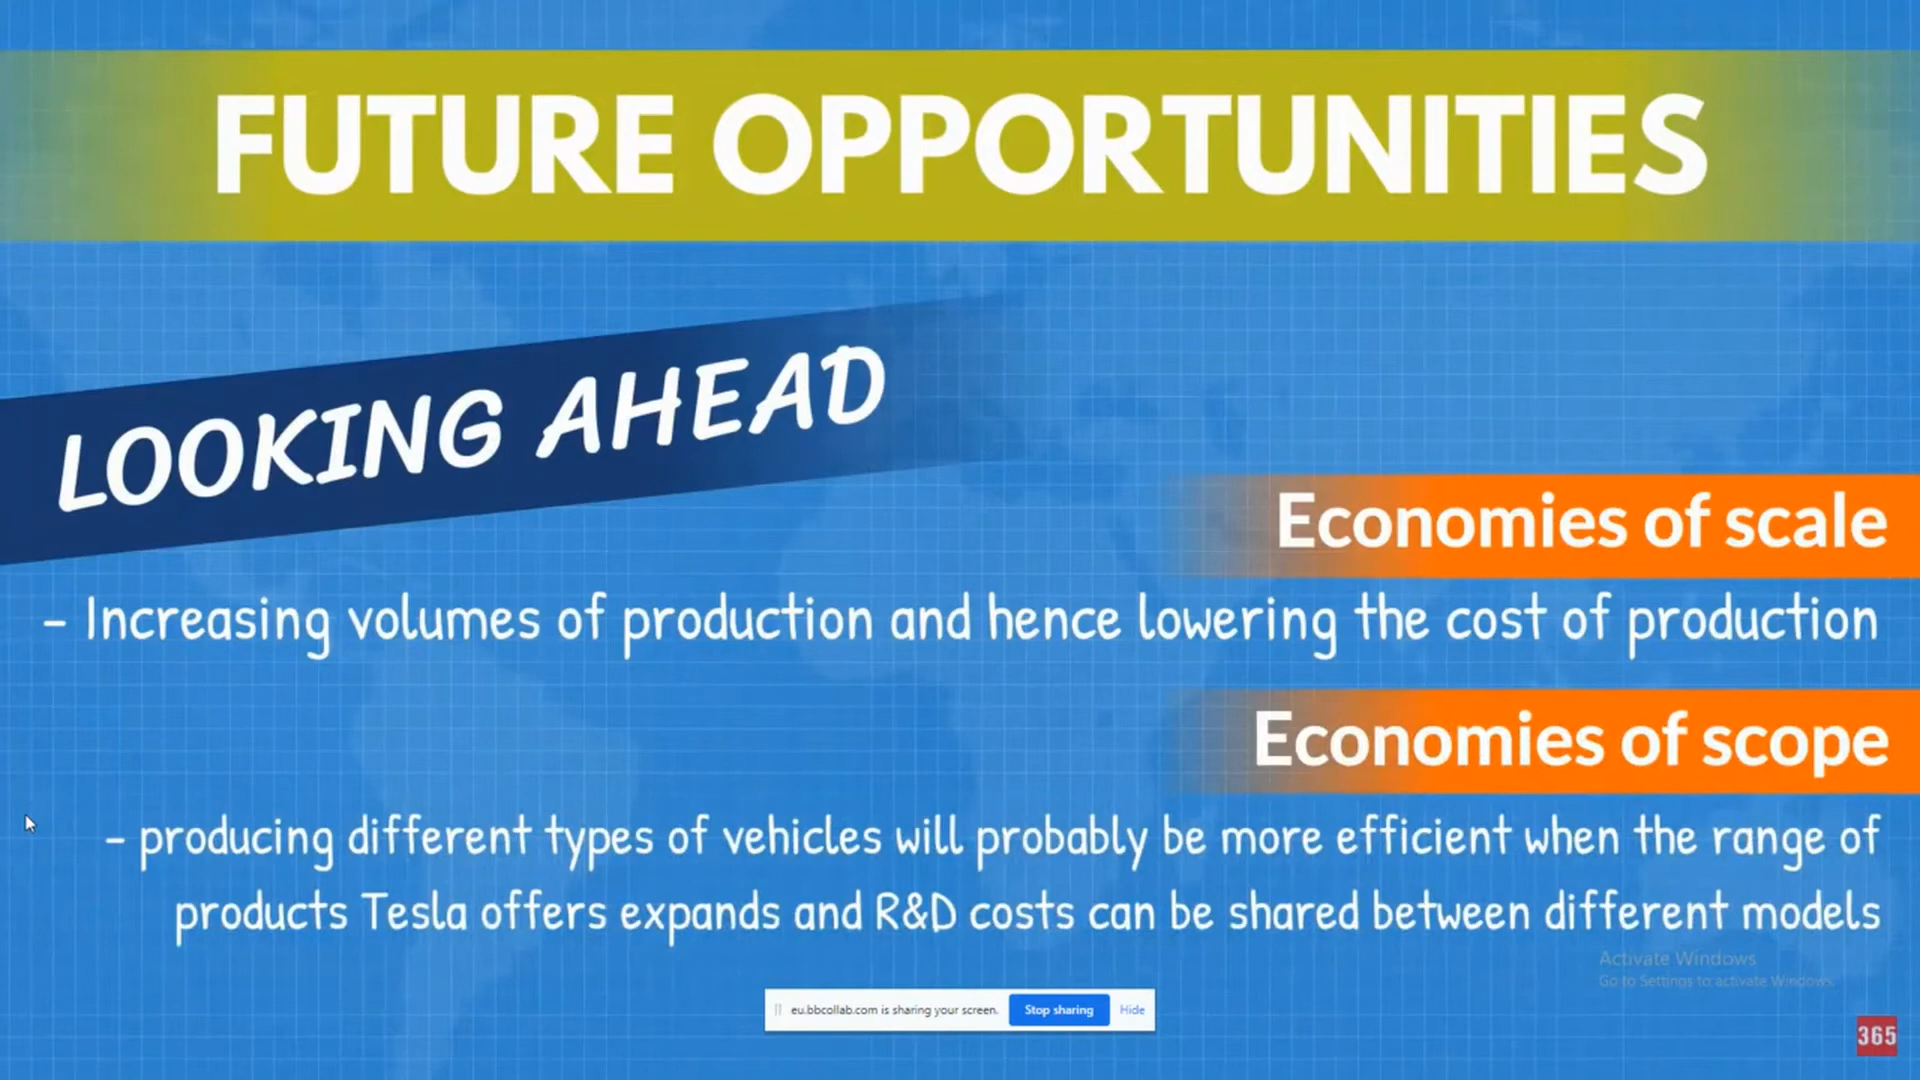 FUTURE OPPORTUNITIES
LOOKING AHEAD
Economies of scale
- Increasing volumes of production and hence lowering the cost of production
Economies of scope
- producing different types of vehicles will probably be more efficient when the range of
products Tesla offers expands and R&D costs can be shared between different models
Activate Windows
Go to Settings to activate Windows.
eu.bbcollab.com is sharing your screen. Stop sharing Hide
365